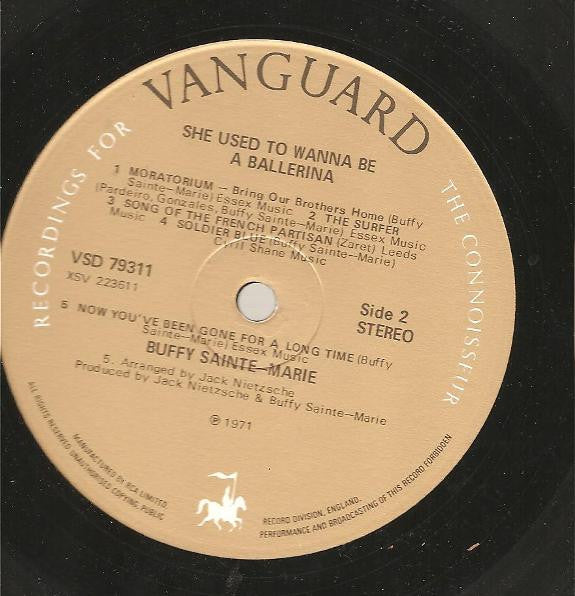 VANGUARD
RECORDINGS FOR
THE CONNOISSEUR
SHE USED TO WANNA BE
A BALLERINA
1 MORATORIUM – Bring Our Brothers Home (Buffy
Sainte–Marie) Essex Music 2 THE SURFER
(Pardeiro, Gonzales, Buffy Sainte–Marie) Essex Music
3 SONG OF THE FRENCH PARTISAN (Zaret) Leeds
Music 4 SOLDIER BLUE (Buffy Sainte–Marie)
Cyril Shane Music
VSD 79311
XSV 223611
Side 2
STEREO
5 NOW YOU'VE BEEN GONE FOR A LONG TIME (Buffy
Sainte–Marie) Essex Music
BUFFY SAINTE–MARIE
5. Arranged by Jack Nietzsche
Produced by Jack Nietzsche & Buffy Sainte–Marie
℗ 1971
ALL RIGHTS RESERVED. UNAUTHORISED COPYING, PUBLIC
MANUFACTURED BY RCA LIMITED,
RECORD DIVISION, ENGLAND.
PERFORMANCE AND BROADCASTING OF THIS RECORD FORBIDDEN